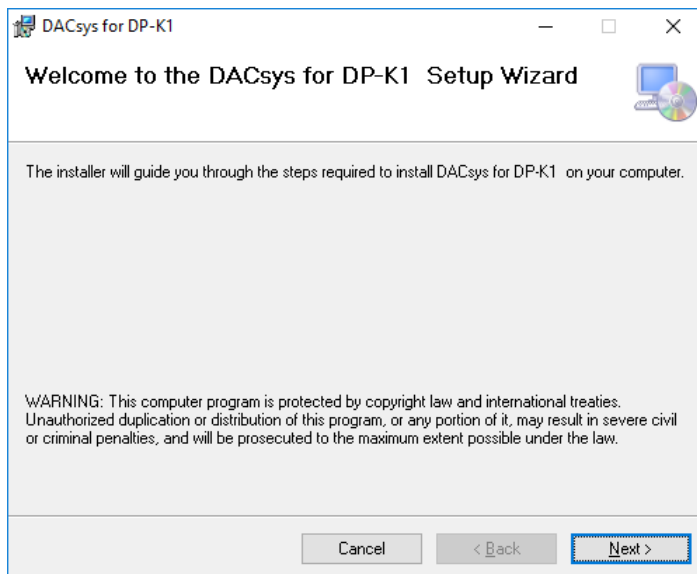 DACsys for DP-K1
Welcome to the DACsys for DP-K1  Setup Wizard
The installer will guide you through the steps required to install DACsys for DP-K1  on your computer.
WARNING: This computer program is protected by copyright law and international treaties.
Unauthorized duplication or distribution of this program, or any portion of it, may result in severe civil
or criminal penalties, and will be prosecuted to the maximum extent possible under the law.
Cancel
< Back
Next >